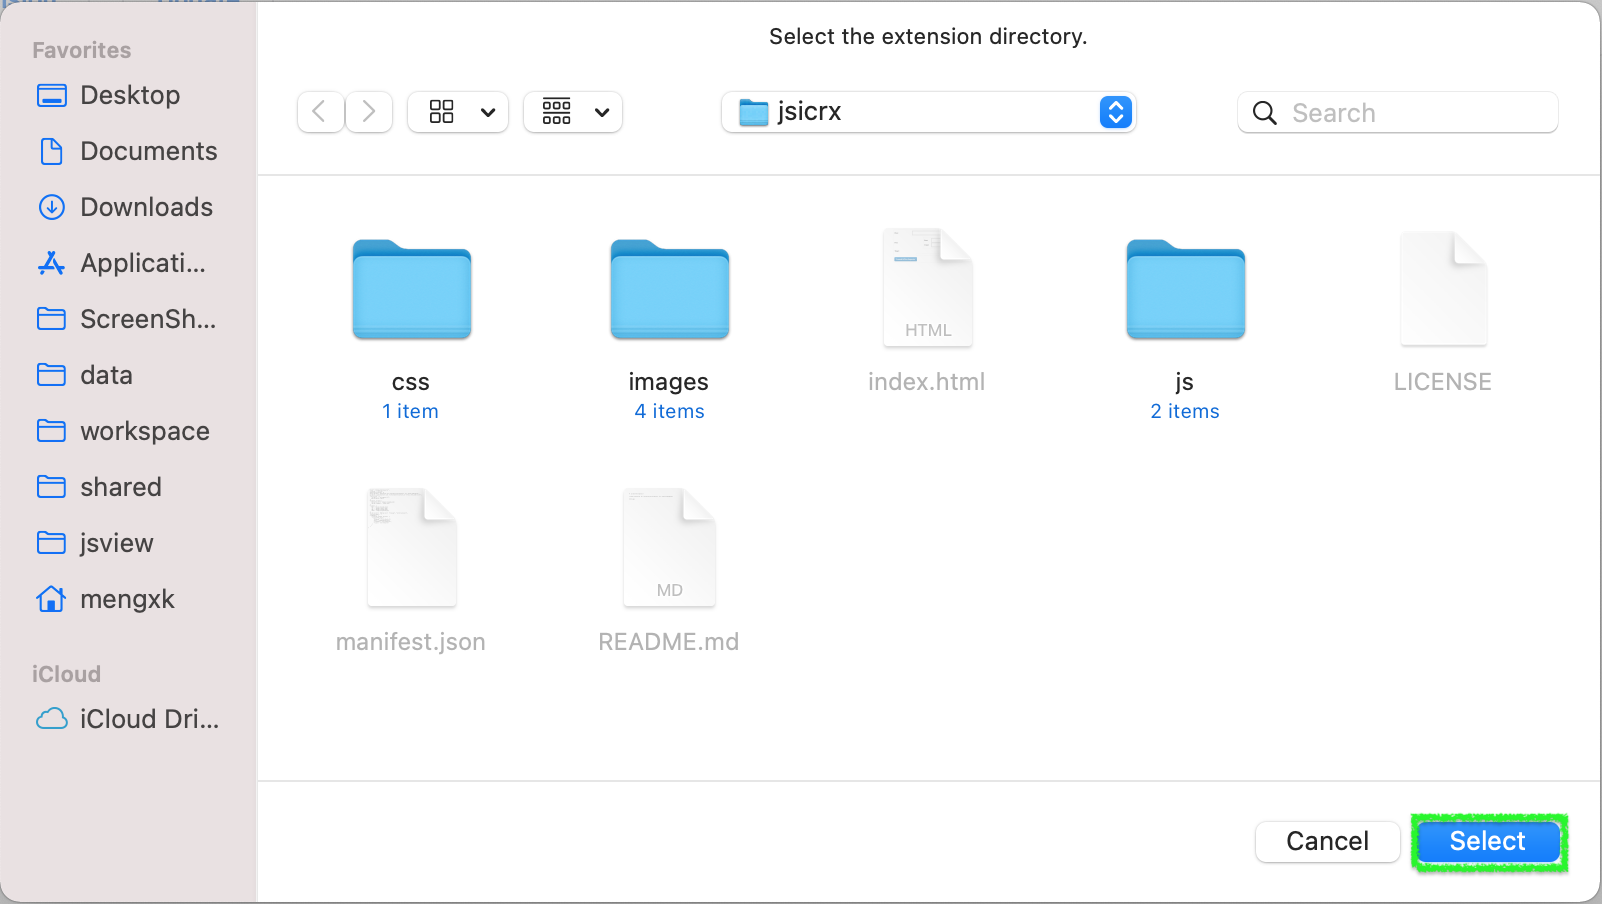 Select the extension directory.
Favorites
Desktop
Documents
Downloads
Applicati...
ScreenSh...
data
workspace
shared
jsview
mengxk
iCloud
iCloud Dri...
jsicrx
Search
css
1 item
images
4 items
HTML
index.html
js
2 items
LICENSE
manifest.json
MD
README.md
Cancel
Select